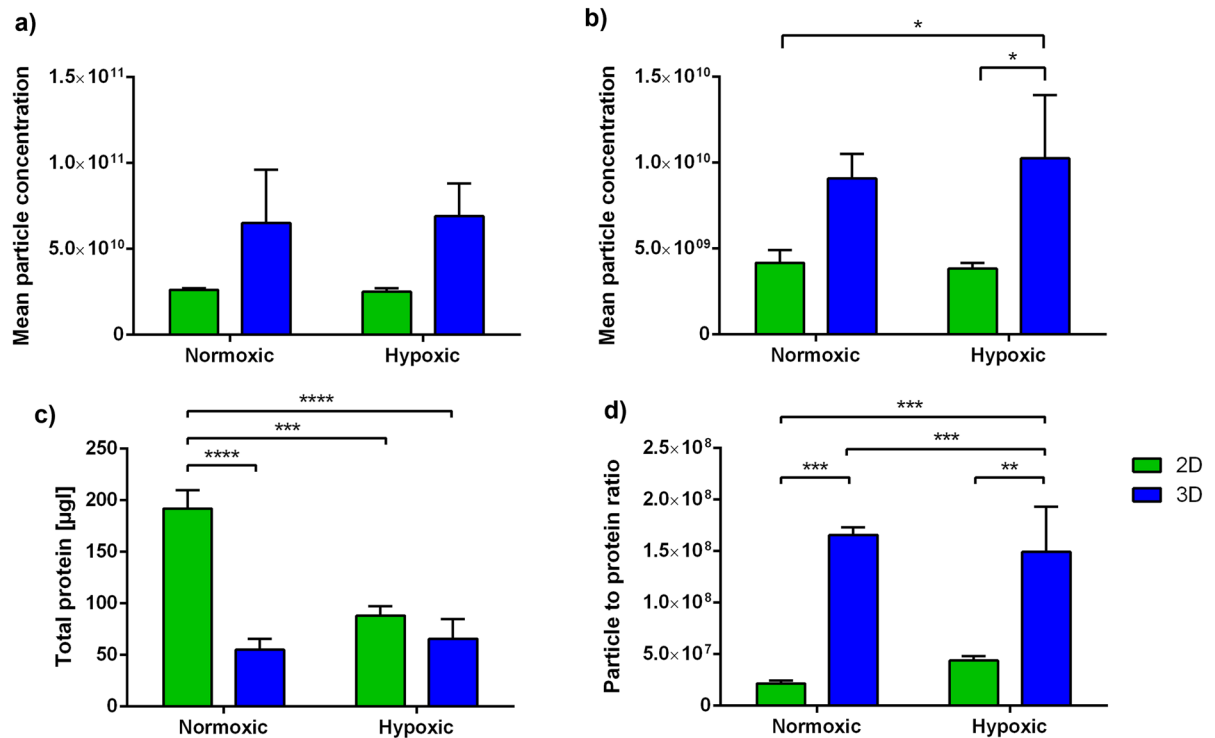 a)
Mean particle concentration
1.5×10¹¹
1.0×10¹¹
5.0×10¹⁰
0
Normoxic Hypoxic
b)
*
*
Mean particle concentration
1.5×10¹⁰
1.0×10¹⁰
5.0×10⁰⁹
0
Normoxic Hypoxic
c)
****
***
****
Total protein [µgl]
250
200
150
100
50
0
Normoxic Hypoxic
d)
***
***
***
**
Particle to protein ratio
2.5×10⁸
2.0×10⁸
1.5×10⁸
1.0×10⁸
5.0×10⁷
0
Normoxic Hypoxic
2D
3D